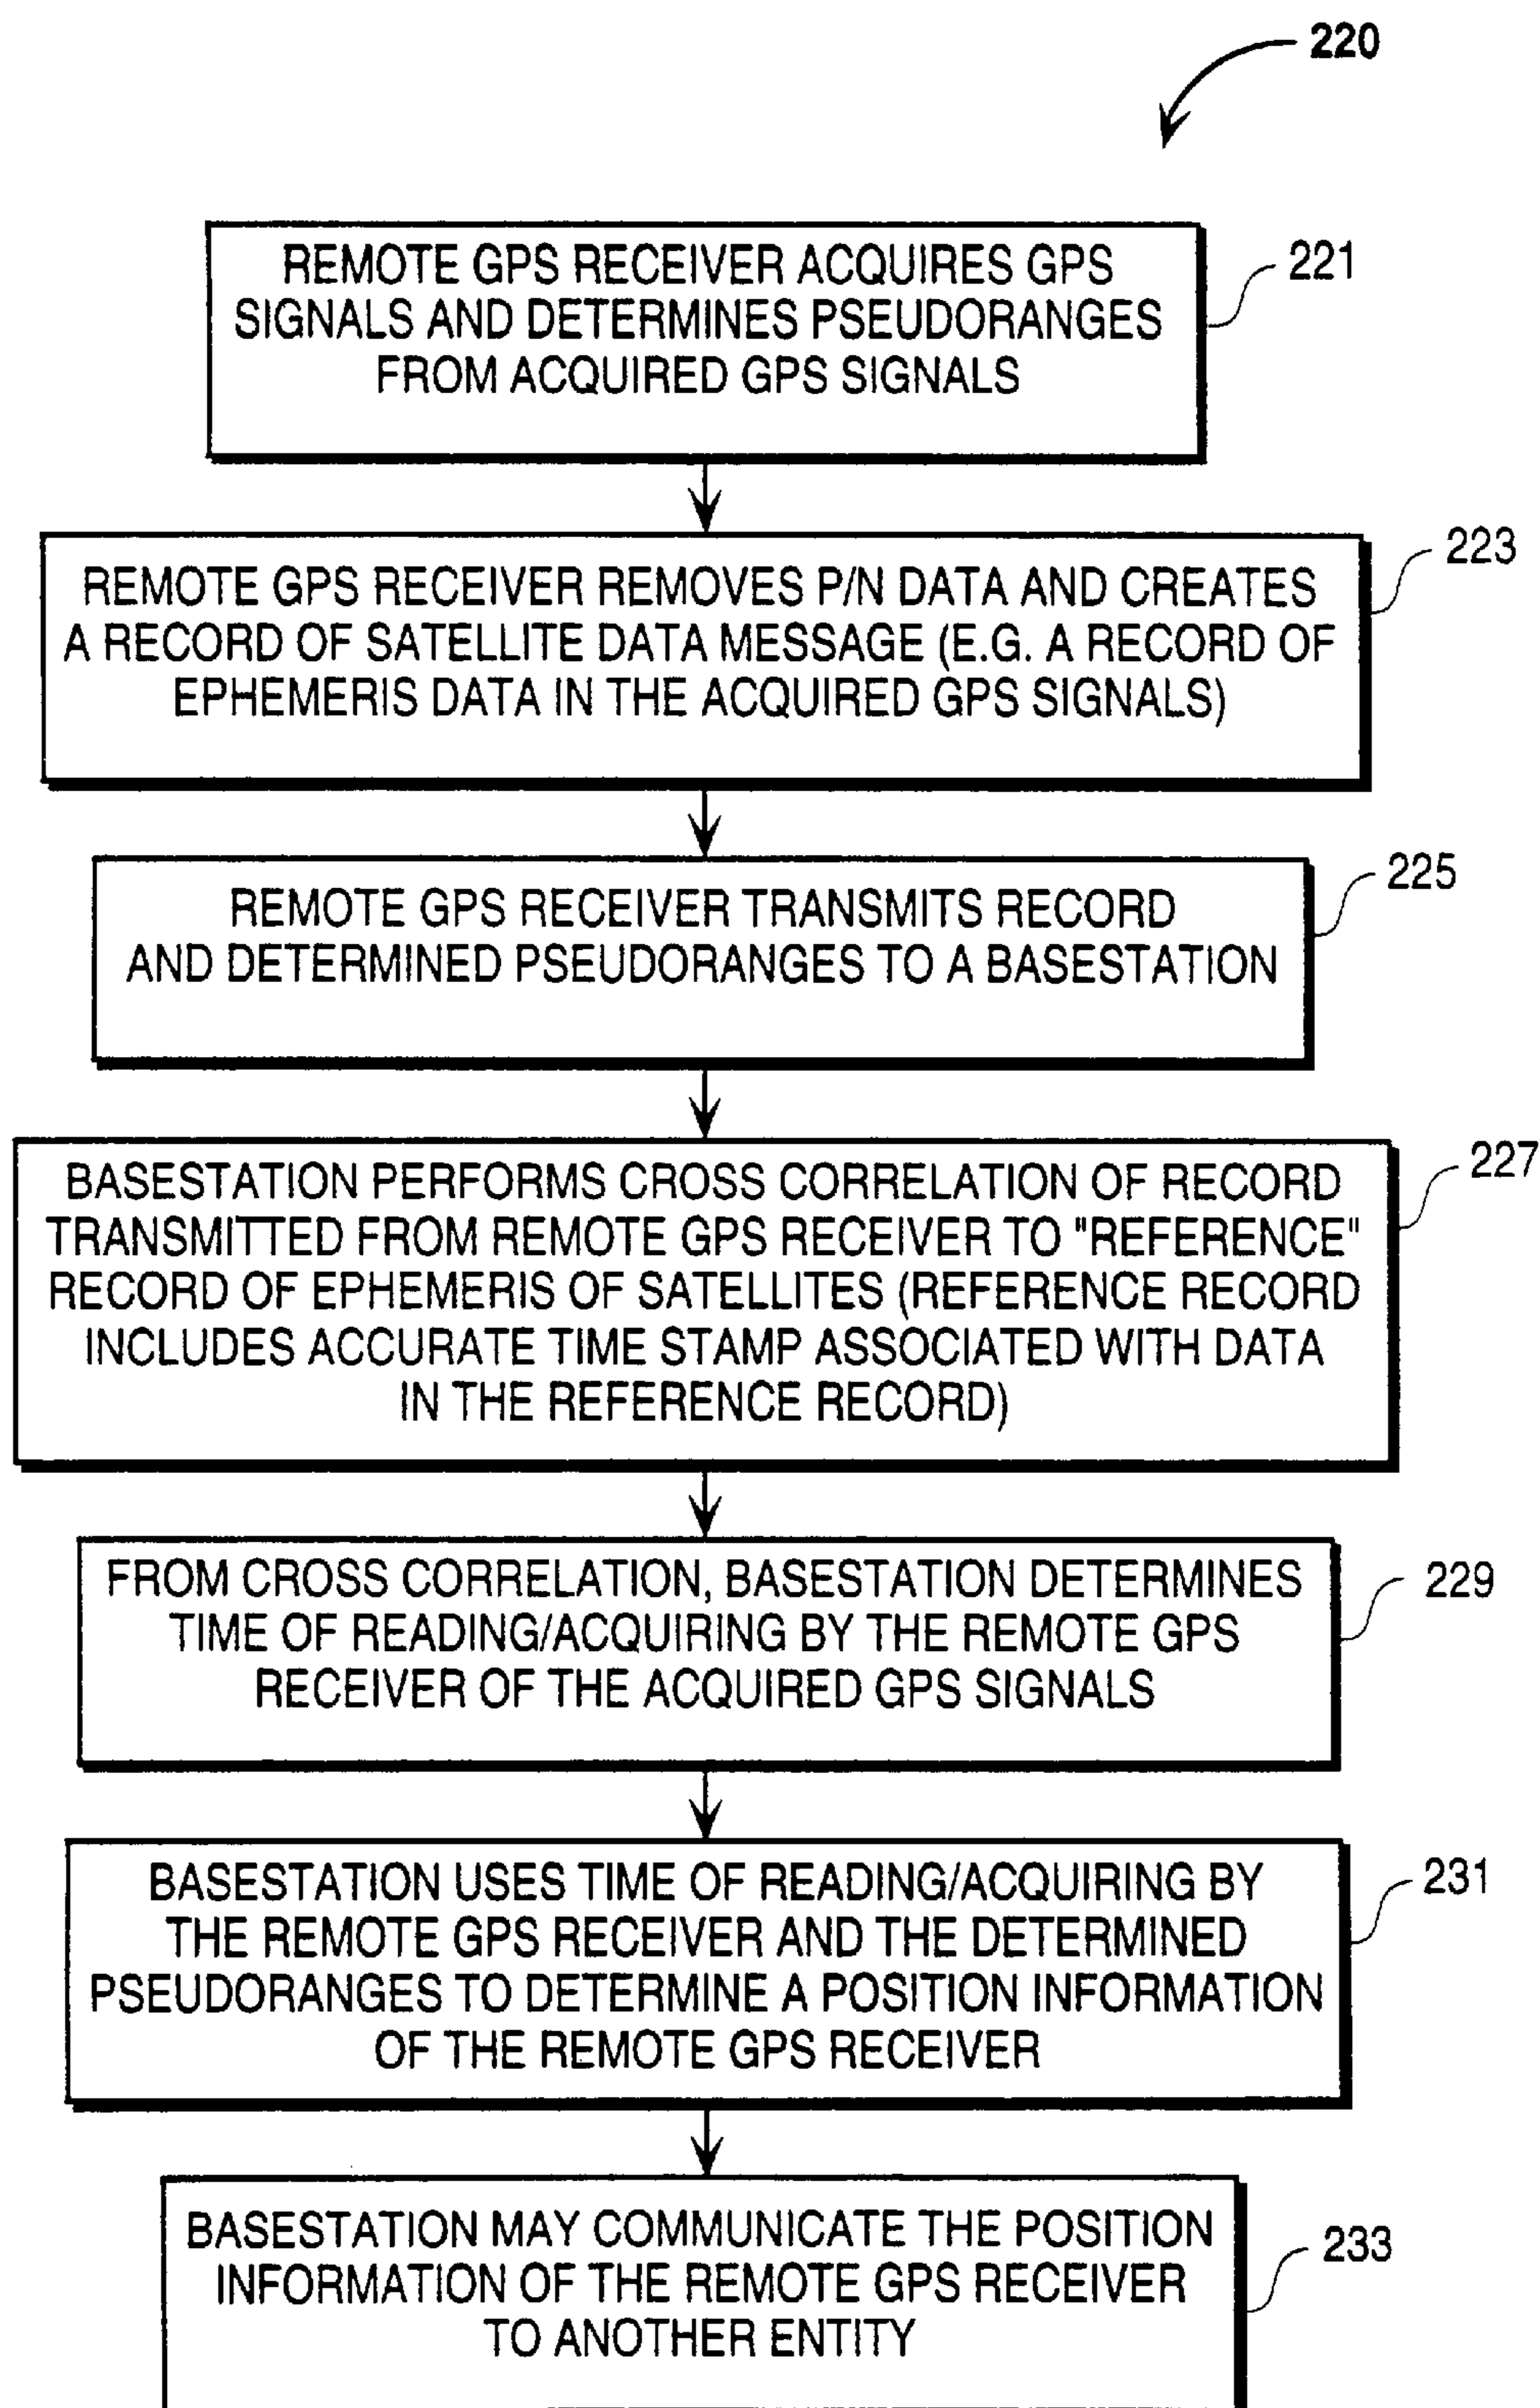 220
REMOTE GPS RECEIVER ACQUIRES GPS
SIGNALS AND DETERMINES PSEUDORANGES
FROM ACQUIRED GPS SIGNALS
221
REMOTE GPS RECEIVER REMOVES P/N DATA AND CREATES
A RECORD OF SATELLITE DATA MESSAGE (E.G. A RECORD OF
EPHEMERIS DATA IN THE ACQUIRED GPS SIGNALS)
223
REMOTE GPS RECEIVER TRANSMITS RECORD
AND DETERMINED PSEUDORANGES TO A BASESTATION
225
BASESTATION PERFORMS CROSS CORRELATION OF RECORD
TRANSMITTED FROM REMOTE GPS RECEIVER TO "REFERENCE"
RECORD OF EPHEMERIS OF SATELLITES (REFERENCE RECORD
INCLUDES ACCURATE TIME STAMP ASSOCIATED WITH DATA
IN THE REFERENCE RECORD)
227
FROM CROSS CORRELATION, BASESTATION DETERMINES
TIME OF READING/ACQUIRING BY THE REMOTE GPS
RECEIVER OF THE ACQUIRED GPS SIGNALS
229
BASESTATION USES TIME OF READING/ACQUIRING BY
THE REMOTE GPS RECEIVER AND THE DETERMINED
PSEUDORANGES TO DETERMINE A POSITION INFORMATION
OF THE REMOTE GPS RECEIVER
231
BASESTATION MAY COMMUNICATE THE POSITION
INFORMATION OF THE REMOTE GPS RECEIVER
TO ANOTHER ENTITY
233